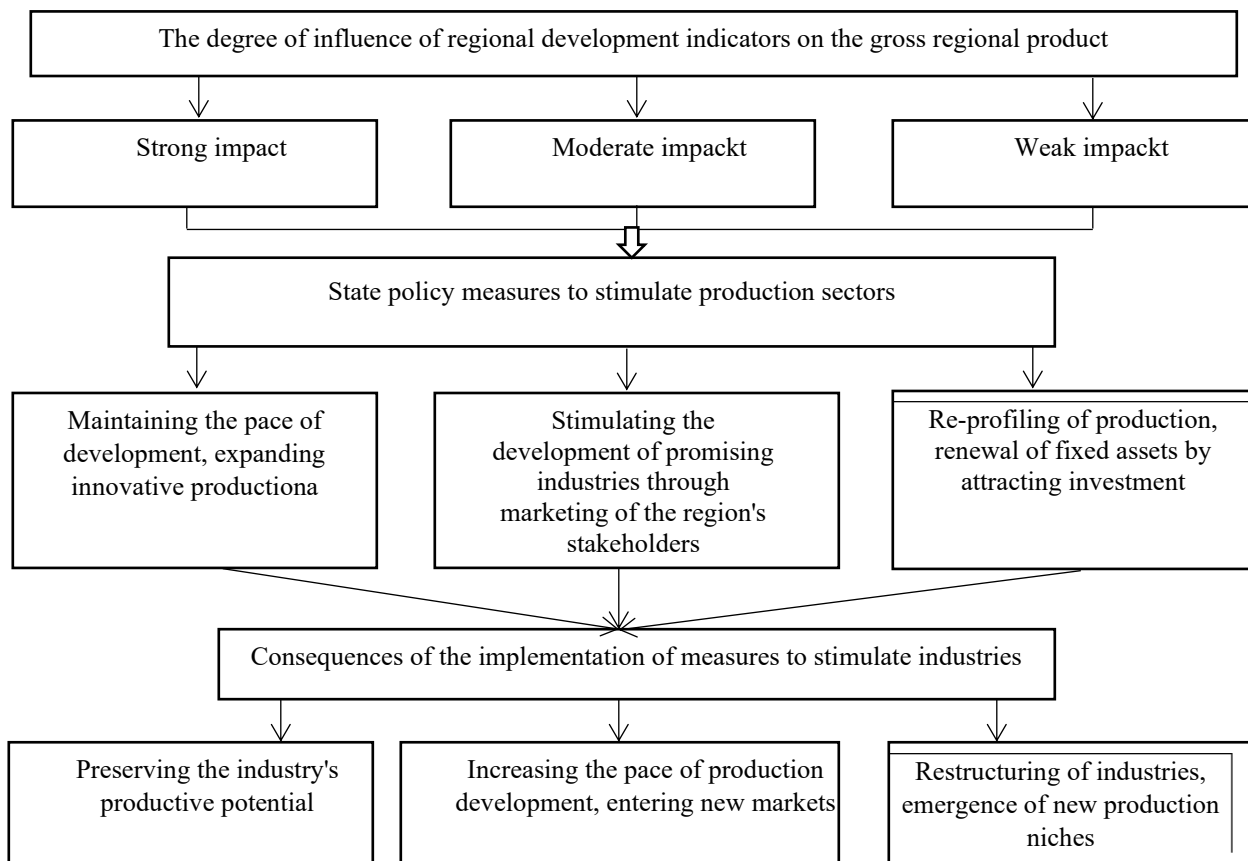 The degree of influence of regional development indicators on the gross regional product
Strong impact
Moderate impackt
Weak impackt
State policy measures to stimulate production sectors
Maintaining the pace of
development, expanding
innovative productiona
Stimulating the
development of promising
industries through
marketing of the region's
stakeholders
Re-profiling of production,
renewal of fixed assets by
attracting investment
Consequences of the implementation of measures to stimulate industries
Preserving the industry's
productive potential
Increasing the pace of production
development, entering new markets
Restructuring of industries,
emergence of new production
niches